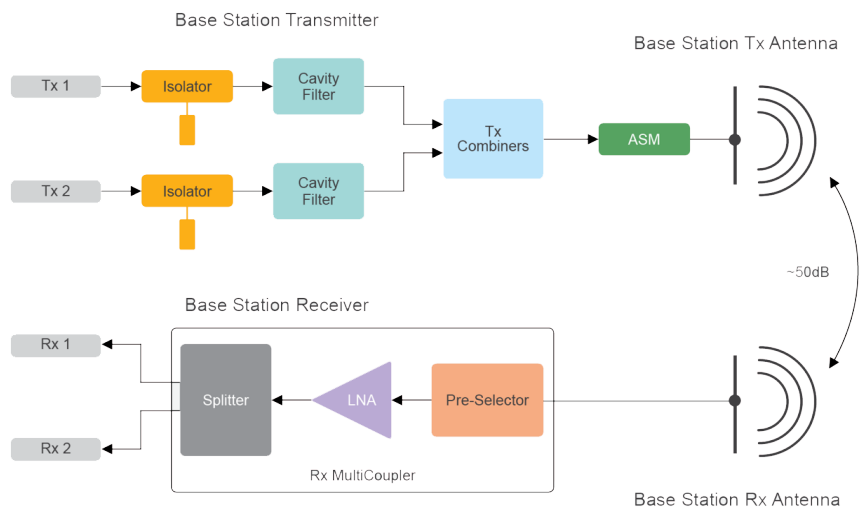 Base Station Transmitter
Base Station Tx Antenna
Tx 1
Isolator
Cavity
Filter
Tx
Combiners
ASM
Tx 2
Isolator
Cavity
Filter
~50dB
Base Station Receiver
Rx 1
Splitter
LNA
Pre-Selector
Rx 2
Rx MultiCoupler
Base Station Rx Antenna